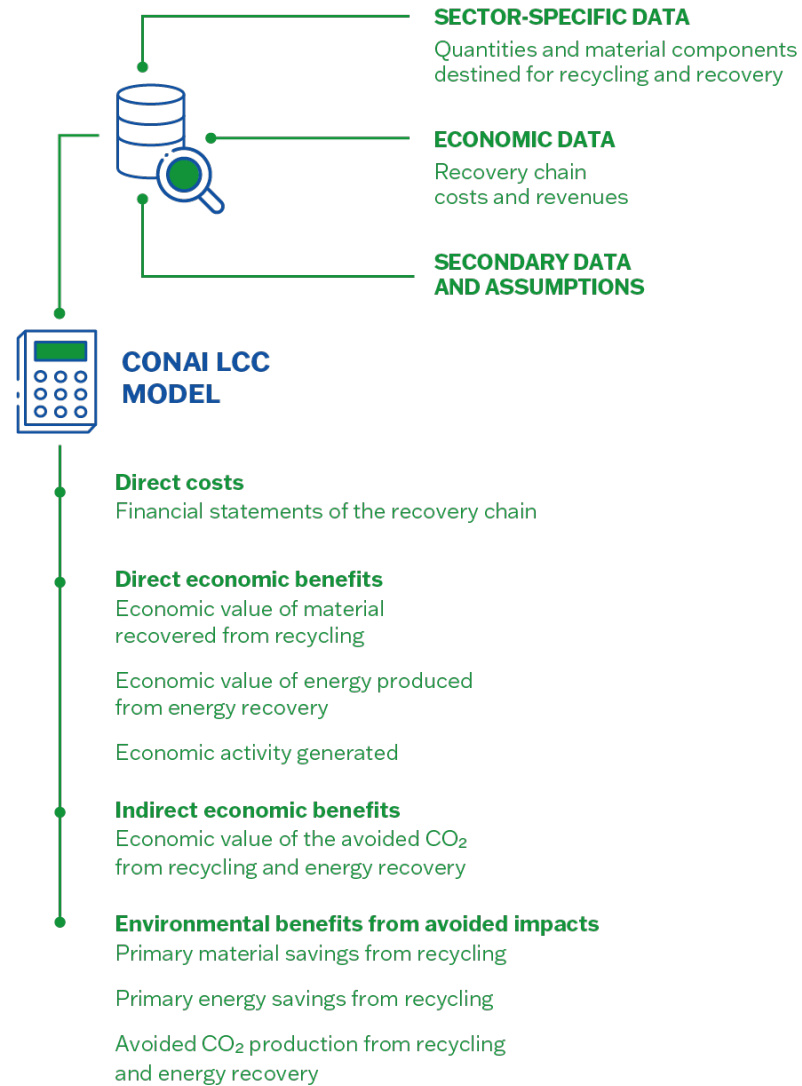 SECTOR-SPECIFIC DATA
Quantities and material components
destined for recycling and recovery
ECONOMIC DATA
Recovery chain
costs and revenues
SECONDARY DATA
AND ASSUMPTIONS
CONAI LCC
MODEL
Direct costs
Financial statements of the recovery chain
Direct economic benefits
Economic value of material
recovered from recycling
Economic value of energy produced
from energy recovery
Economic activity generated
Indirect economic benefits
Economic value of the avoided CO₂
from recycling and energy recovery
Environmental benefits from avoided impacts
Primary material savings from recycling
Primary energy savings from recycling
Avoided CO₂ production from recycling
and energy recovery